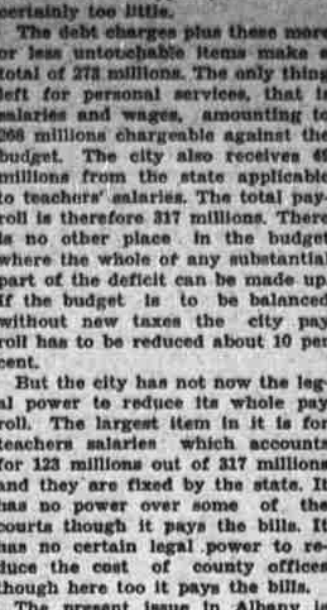 certainly too little.
The debt charges plus these more
or less untouchable items make a
total of 273 millions. The only thing
left for personal services, that is
salaries and wages, amounting to
268 millions chargeable against the
budget. The city also receives 49
millions from the state applicable
to teachers' salaries. The total pay-
roll is therefore 317 millions. There
is no other place in the budget
where the whole or any substantial
part of the deficit can be made up.
If the budget is to be balanced
without new taxes the city pay
roll has to be reduced about 10 per
cent.
But the city has not now the leg-
al power to reduce its whole pay
roll. The largest item in it is for
teachers salaries which accounts
for 123 millions out of 317 millions
and they are fixed by the state. It
has no power over some of the
courts though it pays the bills. It
has no certain legal power to re-
duce the cost of county offices
though here too it pays the bills.
The present issue in Albany is